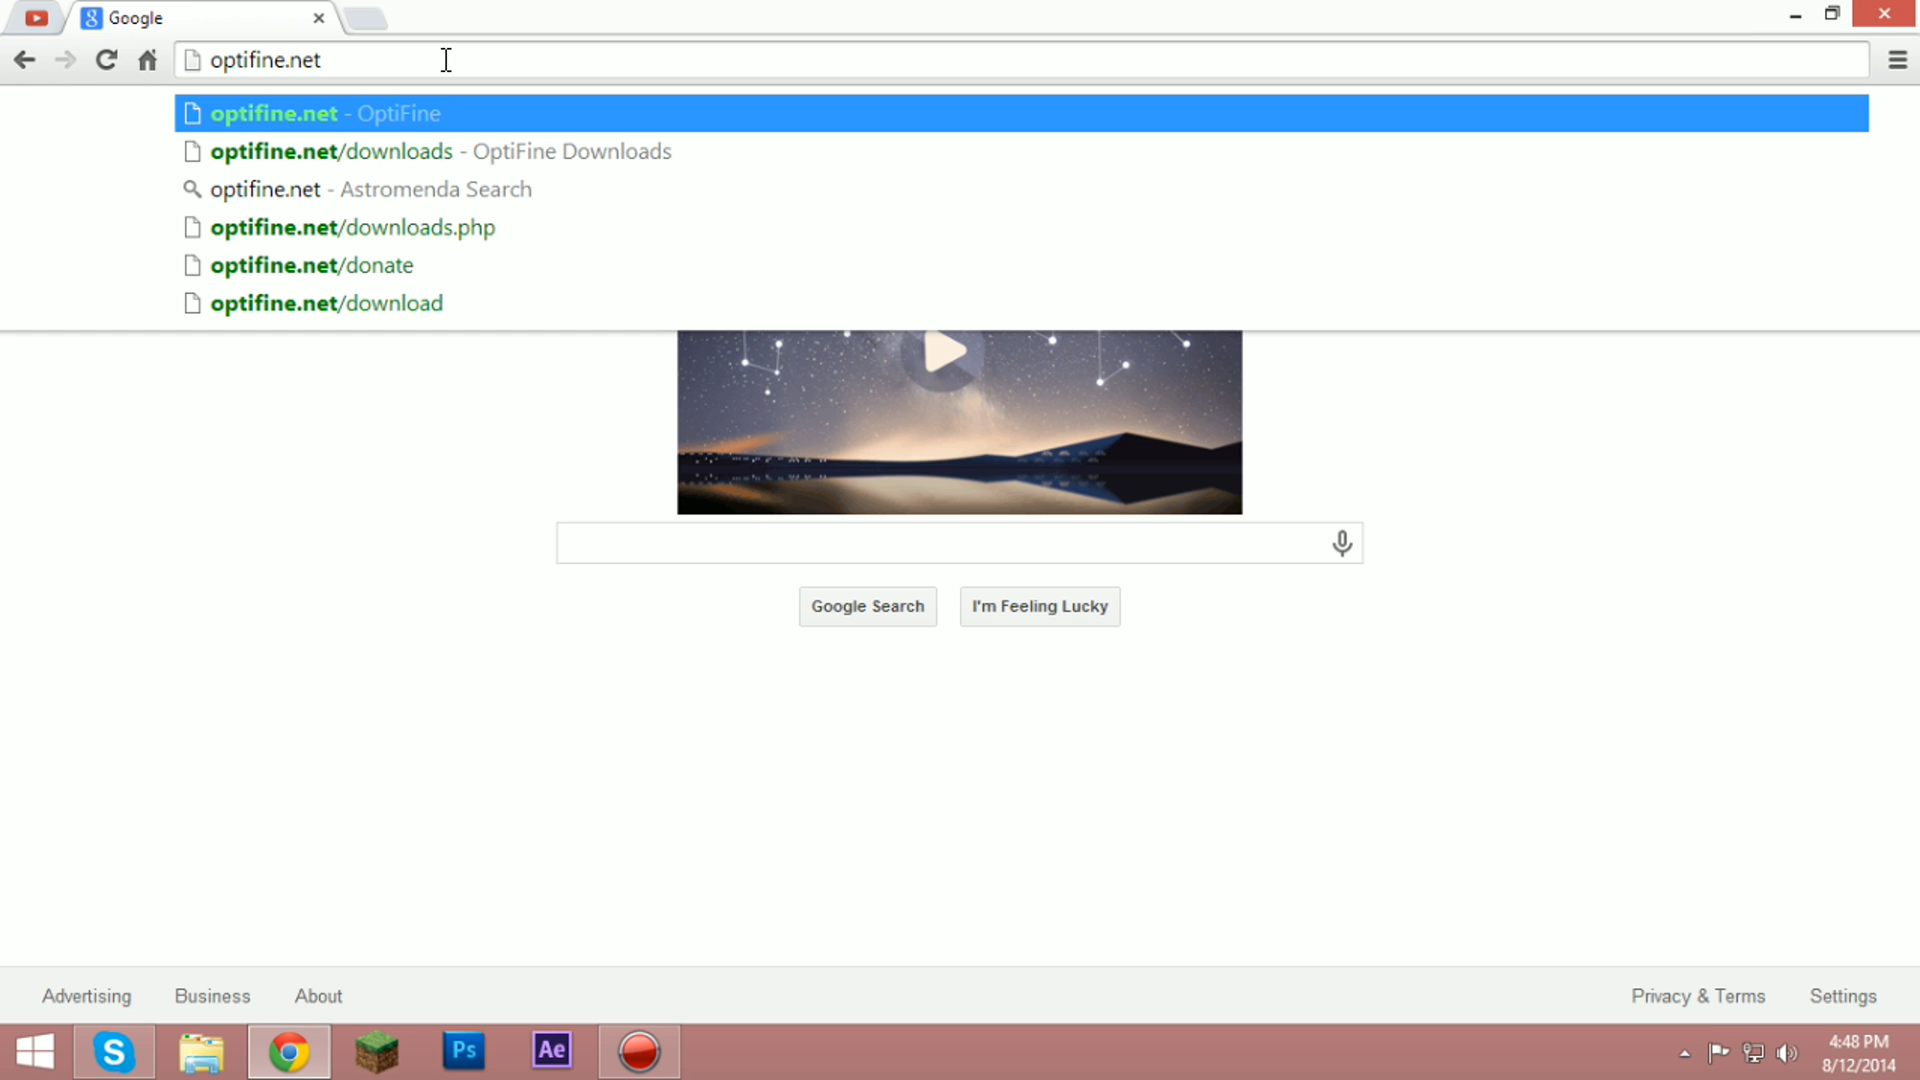 Google
optifine.net
optifine.net - OptiFine
optifine.net/downloads - OptiFine Downloads
optifine.net - Astromenda Search
optifine.net/downloads.php
optifine.net/donate
optifine.net/download
Google Search
I'm Feeling Lucky
Advertising Business About
Privacy & Terms Settings
Ps
Ae
4:48 PM
8/12/2014